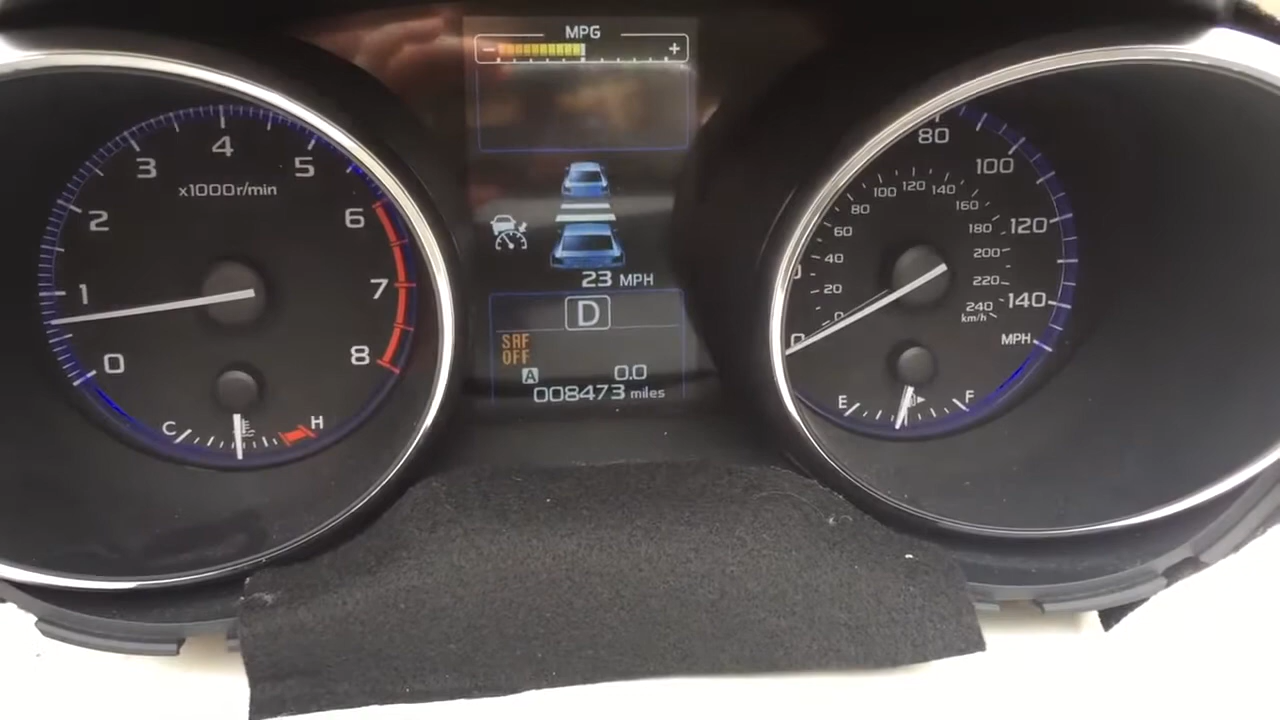 MPG
- +
0 1 2 3 4 5 6 7 8
x1000r/min
C H
23 MPH
D
SRF
OFF
A 0.0
008473 miles
0 80 100 120 140
MPH
0 20 40 60 80 100 120 140 160 180 200 220 240
km/h
E F